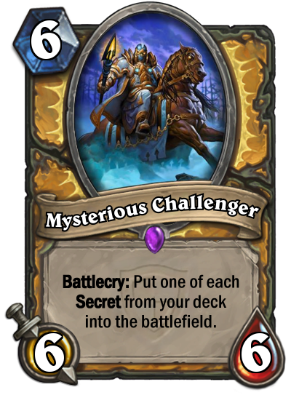 6
Mysterious Challenger
Battlecry: Put one of each
Secret from your deck
into the battlefield.
6
6